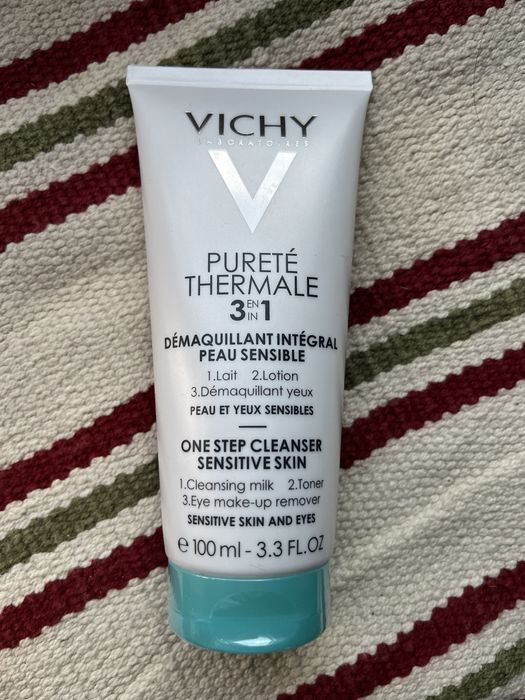 VICHY
LABORATOIRES
V
PURETÉ
THERMALE
3 EN IN 1
DÉMAQUILLANT INTÉGRAL
PEAU SENSIBLE
1.Lait 2.Lotion
3.Démaquillant yeux
PEAU ET YEUX SENSIBLES
ONE STEP CLEANSER
SENSITIVE SKIN
1.Cleansing milk 2.Toner
3.Eye make-up remover
SENSITIVE SKIN AND EYES
e 100 ml - 3.3 FL.OZ